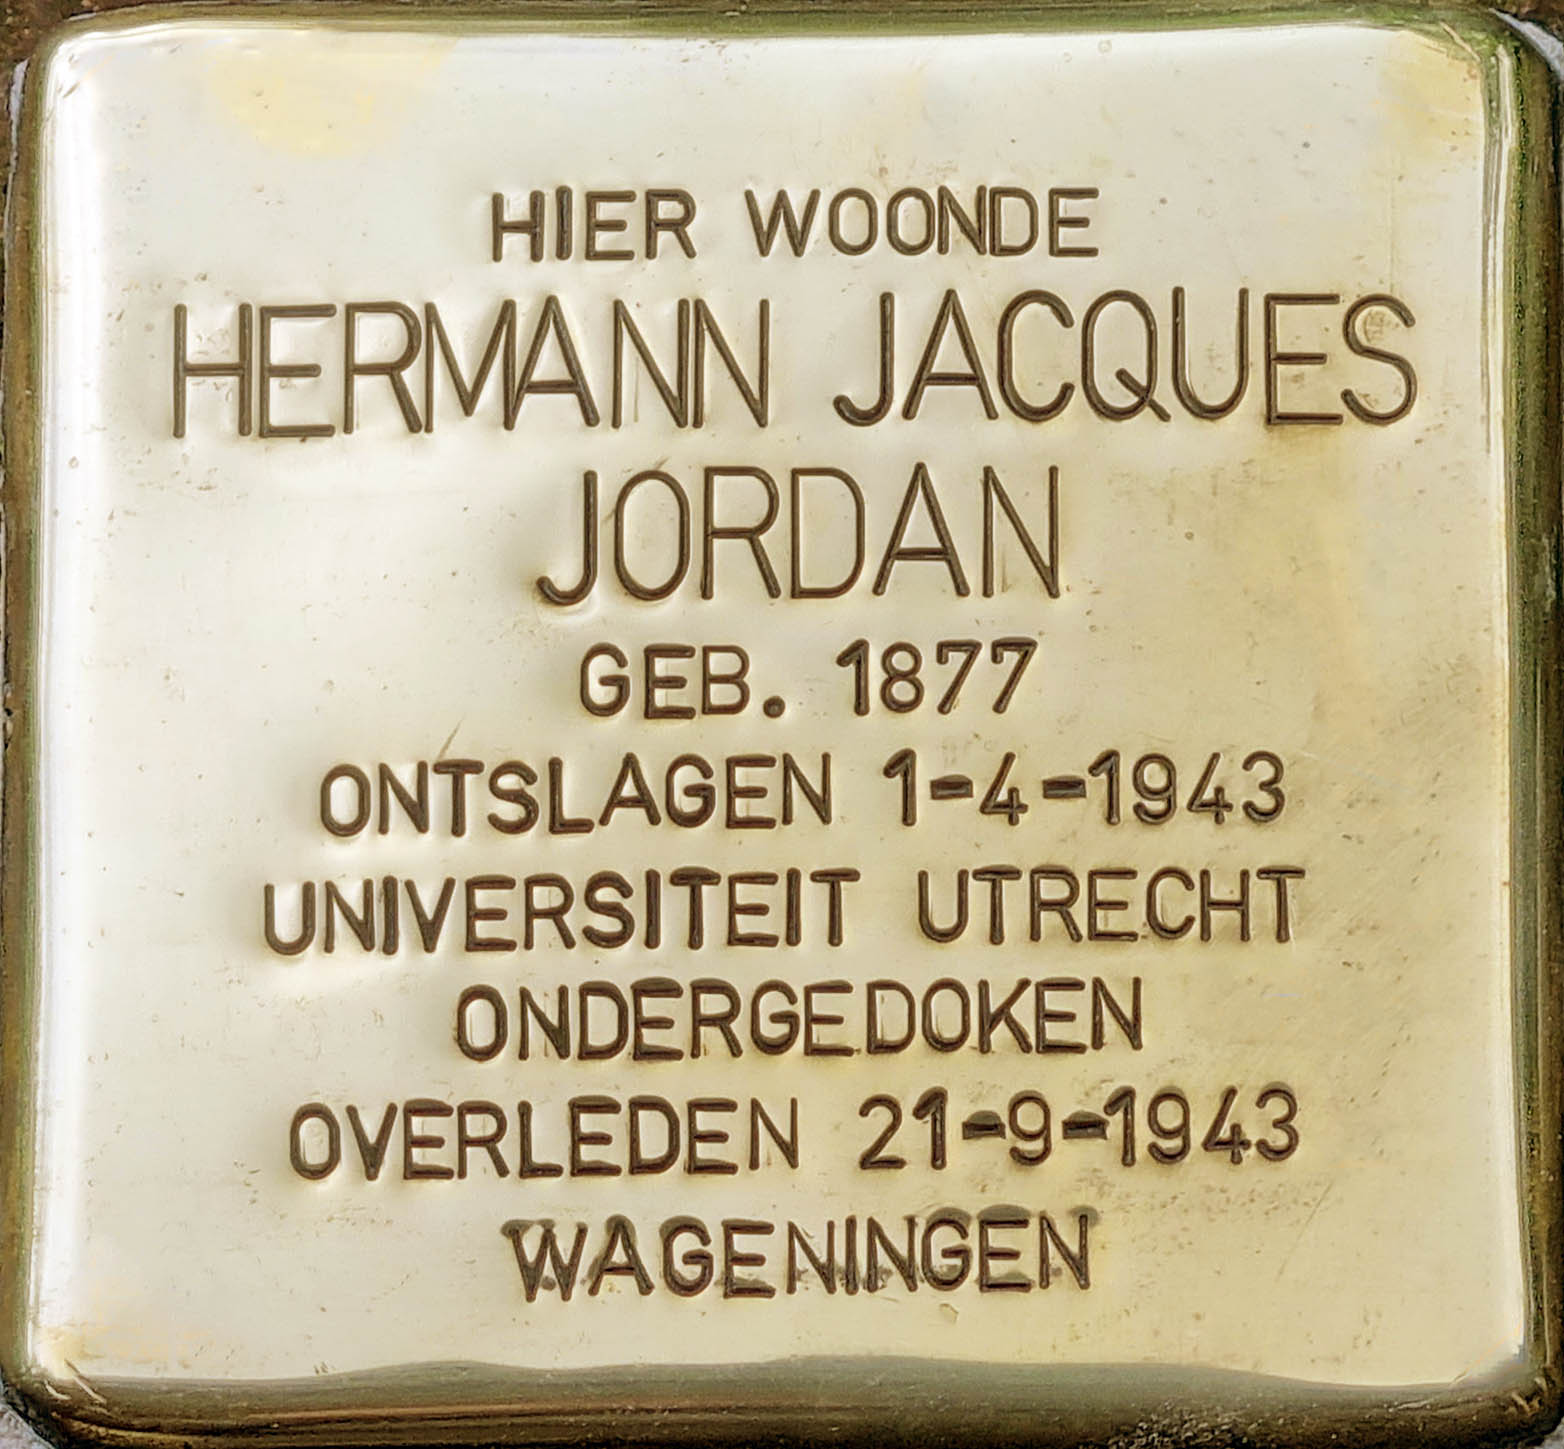 HIER WOONDE
HERMANN JACQUES
JORDAN
GEB. 1877
ONTSLAGEN 1-4-1943
UNIVERSITEIT UTRECHT
ONDERGEDOKEN
OVERLEDEN 21-9-1943
WAGENINGEN